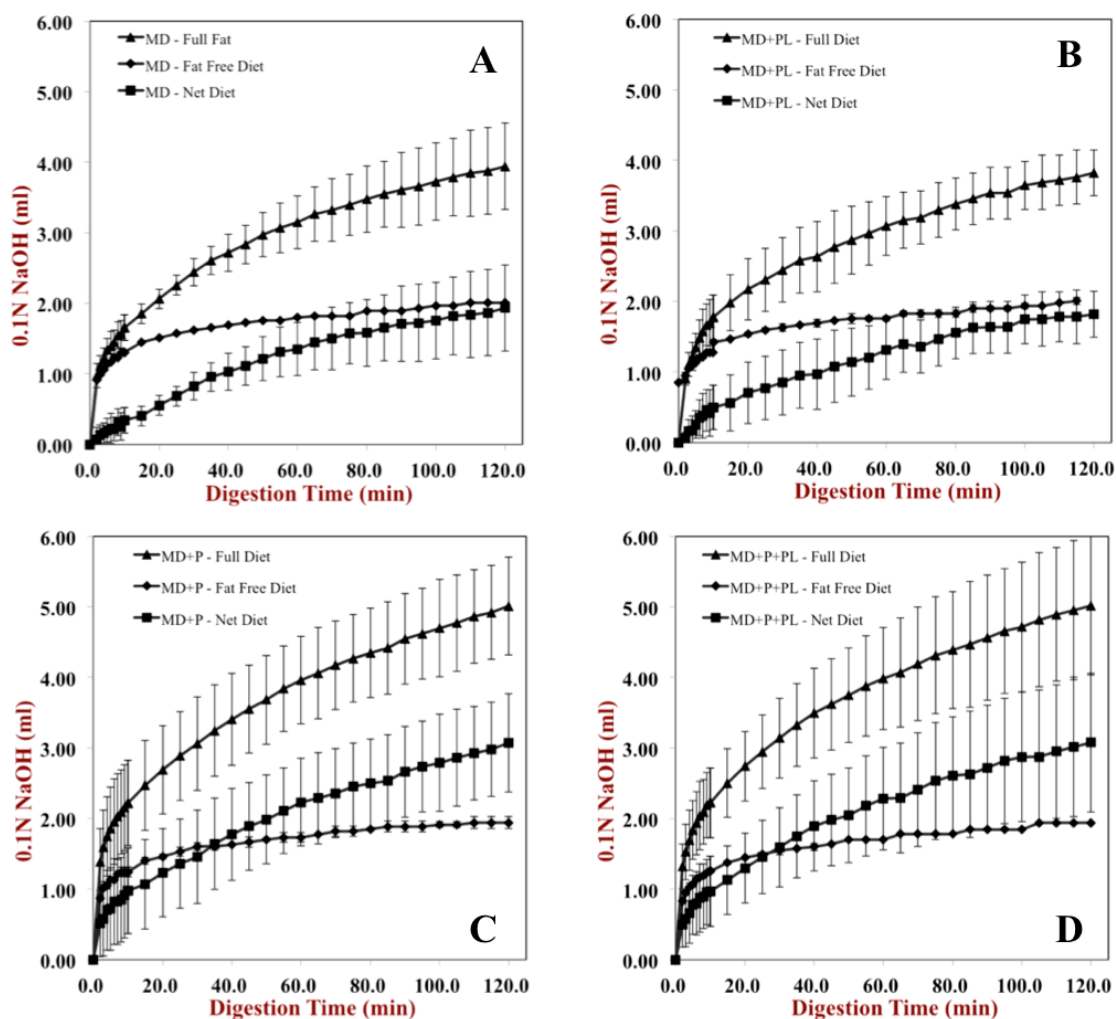 6.00
5.00
4.00
3.00
2.00
1.00
0.00
0.1N NaOH (ml)
MD - Full Fat
MD - Fat Free Diet
MD - Net Diet
A
0.0
20.0
40.0
60.0
80.0
100.0
120.0
Digestion Time (min)
6.00
5.00
4.00
3.00
2.00
1.00
0.00
0.1N NaOH (ml)
MD+PL - Full Diet
MD+PL - Fat Free Diet
MD+PL - Net Diet
B
0.0
20.0
40.0
60.0
80.0
100.0
120.0
Digestion Time (min)
6.00
5.00
4.00
3.00
2.00
1.00
0.00
0.1N NaOH (ml)
MD+P - Full Diet
MD+P - Fat Free Diet
MD+P - Net Diet
C
0.0
20.0
40.0
60.0
80.0
100.0
120.0
Digestion Time (min)
6.00
5.00
4.00
3.00
2.00
1.00
0.00
0.1N NaOH (ml)
MD+P+PL - Full Diet
MD+P+PL - Fat Free Diet
MD+P+PL - Net Diet
D
0.0
20.0
40.0
60.0
80.0
100.0
120.0
Digestion Time (min)